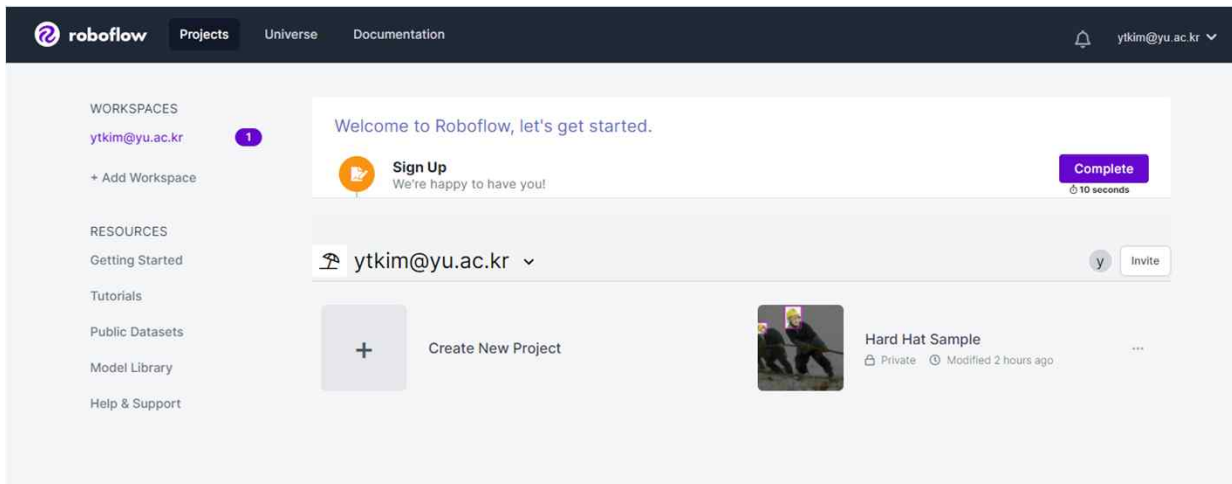 roboflow Projects Universe Documentation ytkim@yu.ac.kr
WORKSPACES
ytkim@yu.ac.kr 1
+ Add Workspace
RESOURCES
Getting Started
Tutorials
Public Datasets
Model Library
Help & Support
Welcome to Roboflow, let's get started.
Sign Up
We're happy to have you!
Complete
10 seconds
ytkim@yu.ac.kr
y Invite
+ Create New Project
Hard Hat Sample
Private Modified 2 hours ago
...